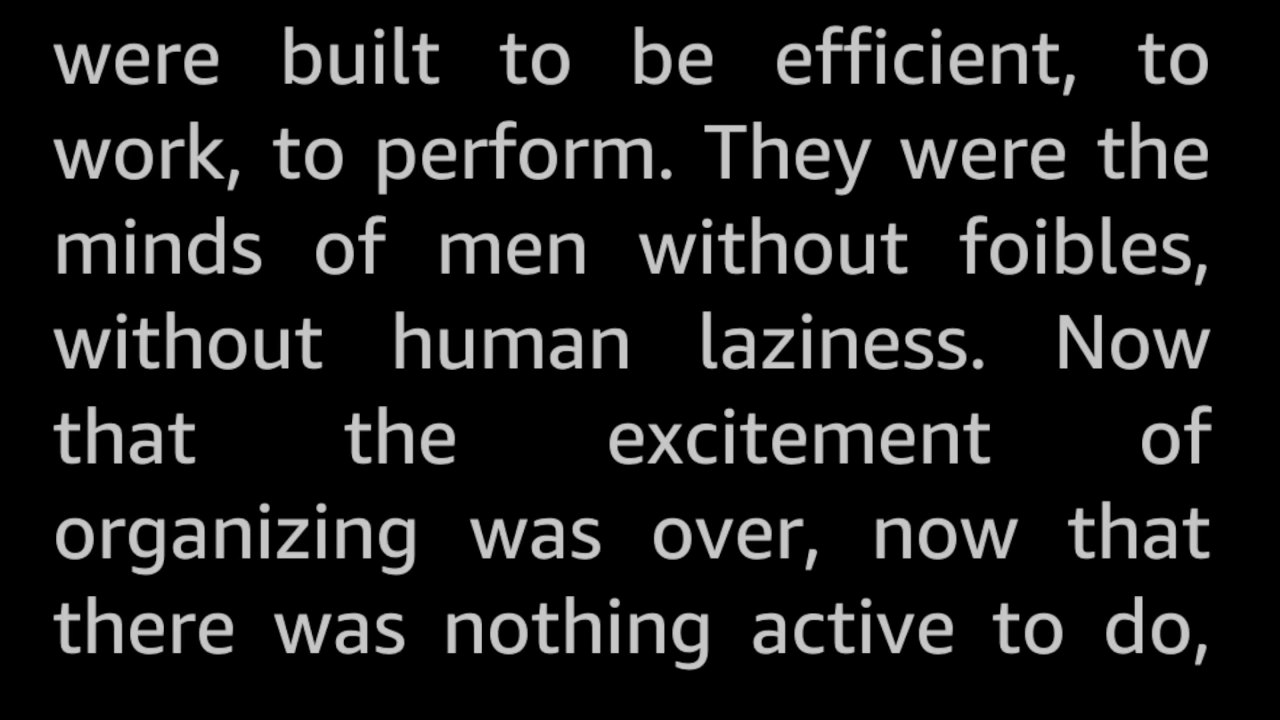 were built to be efficient, to
work, to perform. They were the
minds of men without foibles,
without human laziness. Now
that the excitement of
organizing was over, now that
there was nothing active to do,